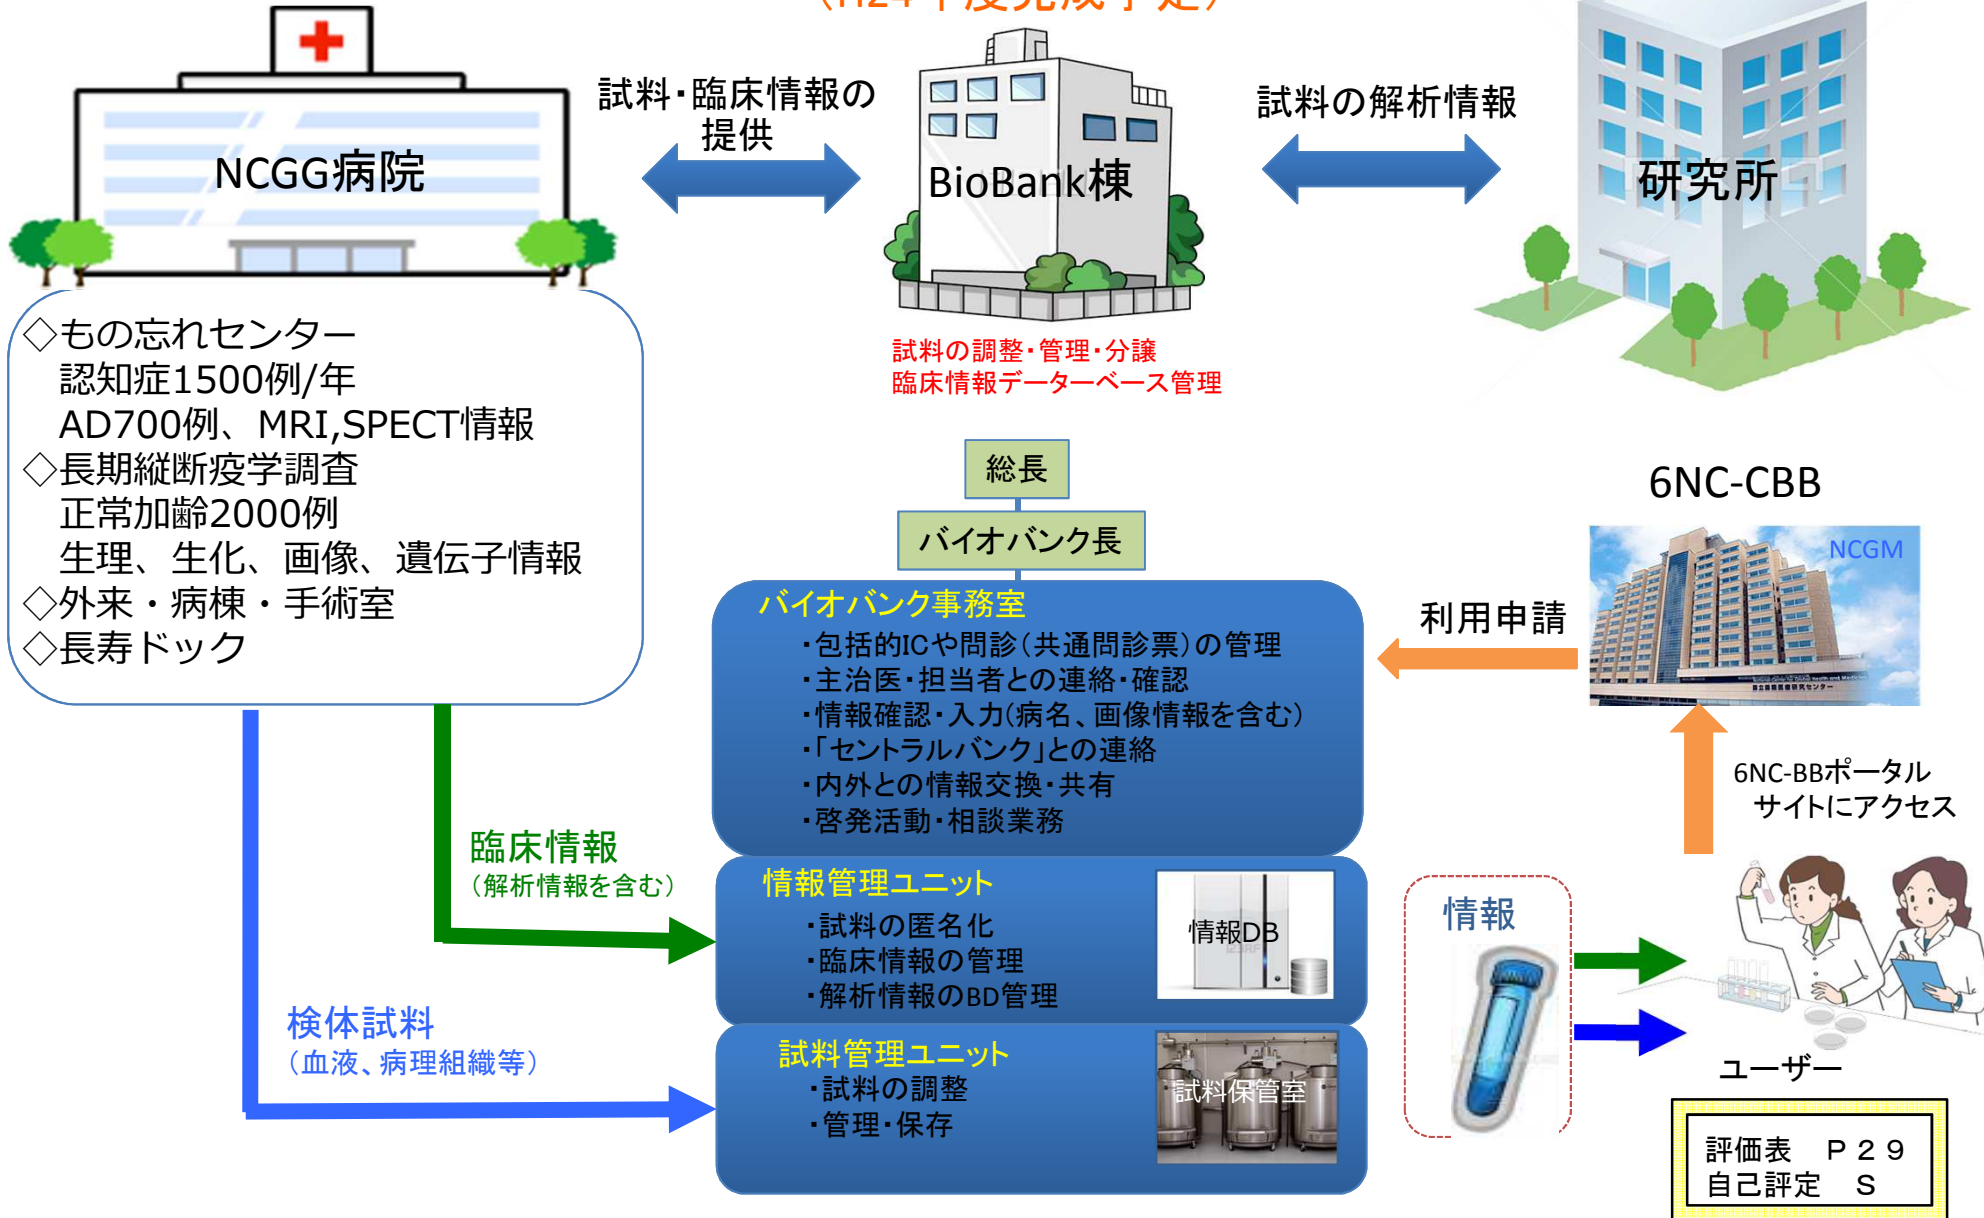 (H24年度完成予定)
NCGG病院
試料・臨床情報の
提供
BioBank棟
試料の解析情報
研究所
試料の調整・管理・分譲
臨床情報データーベース管理
◇もの忘れセンター
認知症1500例/年
AD700例、MRI,SPECT情報
◇長期縦断疫学調査
正常加齢2000例
生理、生化、画像、遺伝子情報
◇外来・病棟・手術室
◇長寿ドック
総長
バイオバンク長
バイオバンク事務室
・包括的ICや問診(共通問診票)の管理
・主治医・担当者との連絡・確認
・情報確認・入力(病名、画像情報を含む)
・「セントラルバンク」との連絡
・内外との情報交換・共有
・啓発活動・相談業務
6NC-CBB
NCGM
利用申請
6NC-BBポータル
サイトにアクセス
臨床情報
(解析情報を含む)
情報管理ユニット
・試料の匿名化
・臨床情報の管理
・解析情報のBD管理
情報DB
検体試料
(血液、病理組織等)
試料管理ユニット
・試料の調整
・管理・保存
試料保管室
情報
ユーザー
評価表 P29
自己評定 S